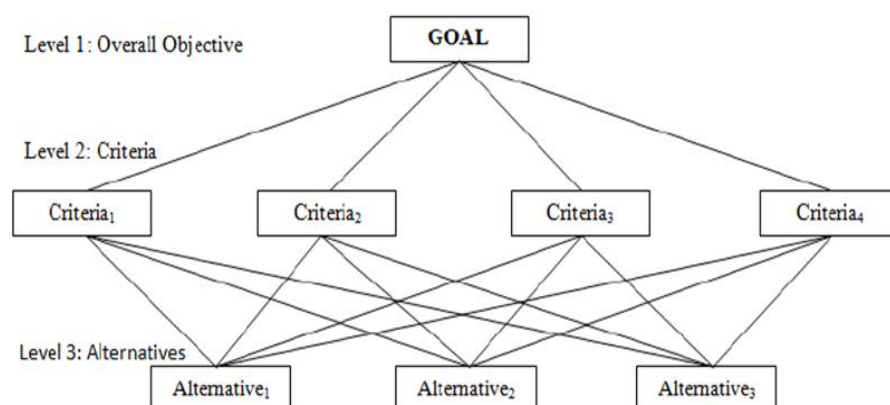 Level 1: Overall Objective
GOAL
Level 2: Criteria
Criteria₁ Criteria₂ Criteria₃ Criteria₄
Level 3: Alternatives
Alternative₁ Alternative₂ Alternative₃